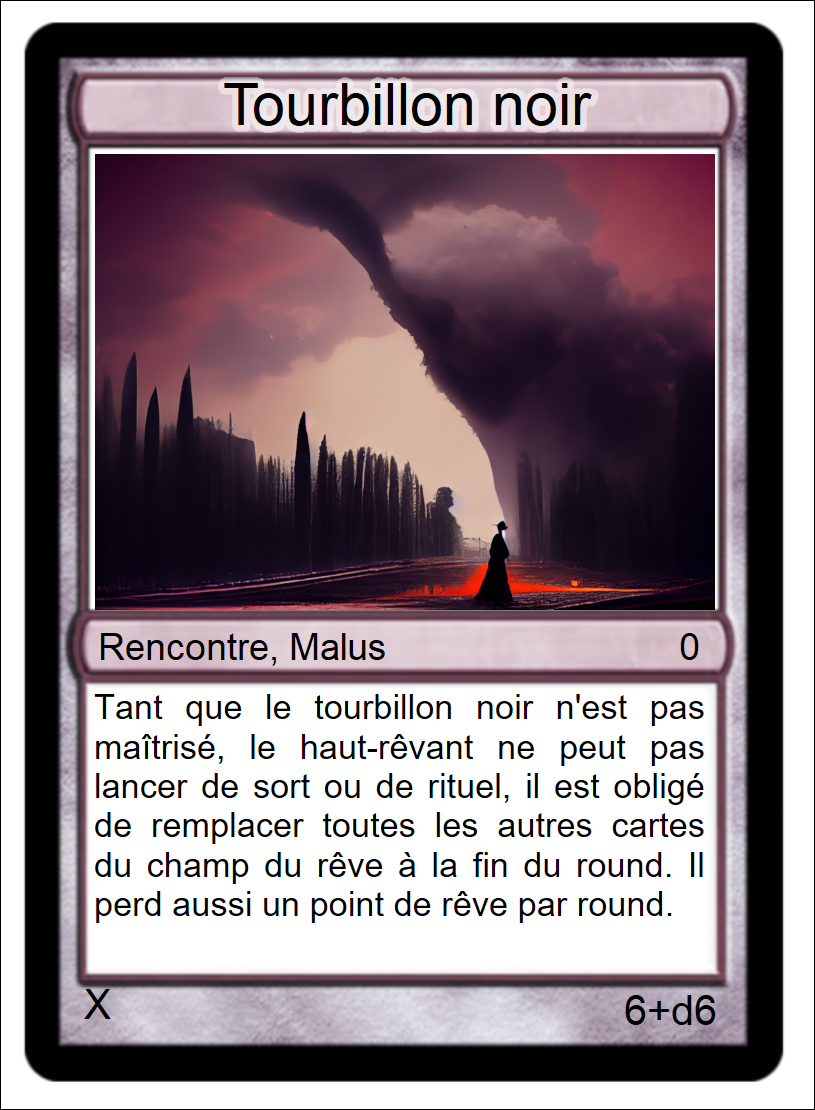 Tourbillon noir
Rencontre, Malus 0
Tant que le tourbillon noir n'est pas
maîtrisé, le haut-rêvant ne peut pas
lancer de sort ou de rituel, il est obligé
de remplacer toutes les autres cartes
du champ du rêve à la fin du round. Il
perd aussi un point de rêve par round.
X 6+d6